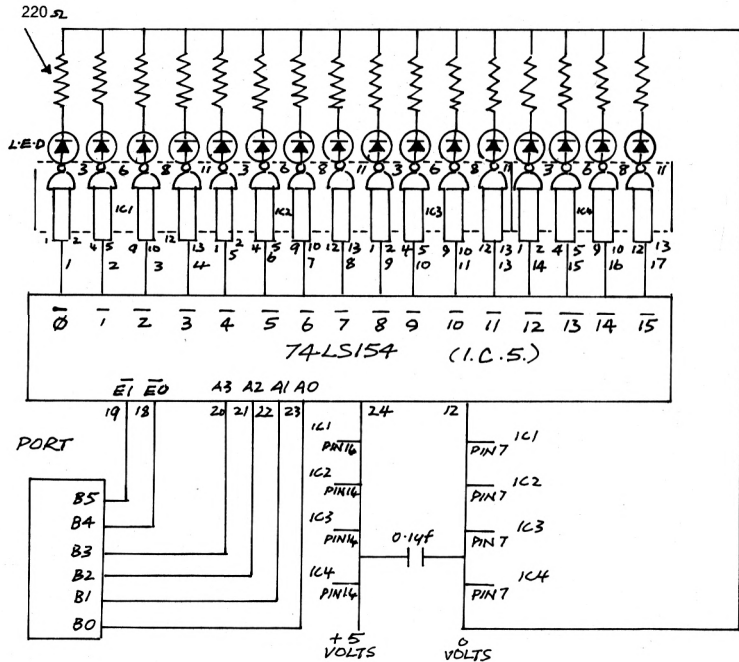 220 Ω
L.E.D
3 6 8 11 3 6 8 11 3 6 8 11 3 6 8 11
IC1 IC2 IC3 IC4
1 2 4 5 9 10 12 13 1 2 4 5 9 10 12 13 1 2 4 5 9 10 12 13 1 2 4 5 9 10 12 13
1 2 3 4 5 6 7 8 9 10 11 13 14 15 16 17
0 1 2 3 4 5 6 7 8 9 10 11 12 13 14 15
74LS154 (I.C.5.)
E1 E0 A3 A2 A1 A0
19 18 20 21 22 23 24 12
PORT
IC1 PIN14 PIN7 IC1
IC2 PIN14 PIN7 IC2
B5
B4
IC3 PIN14 0.1µf PIN7 IC3
B3
B2
IC4 PIN14 PIN7 IC4
B1
B0
+5 VOLTS
0 VOLTS